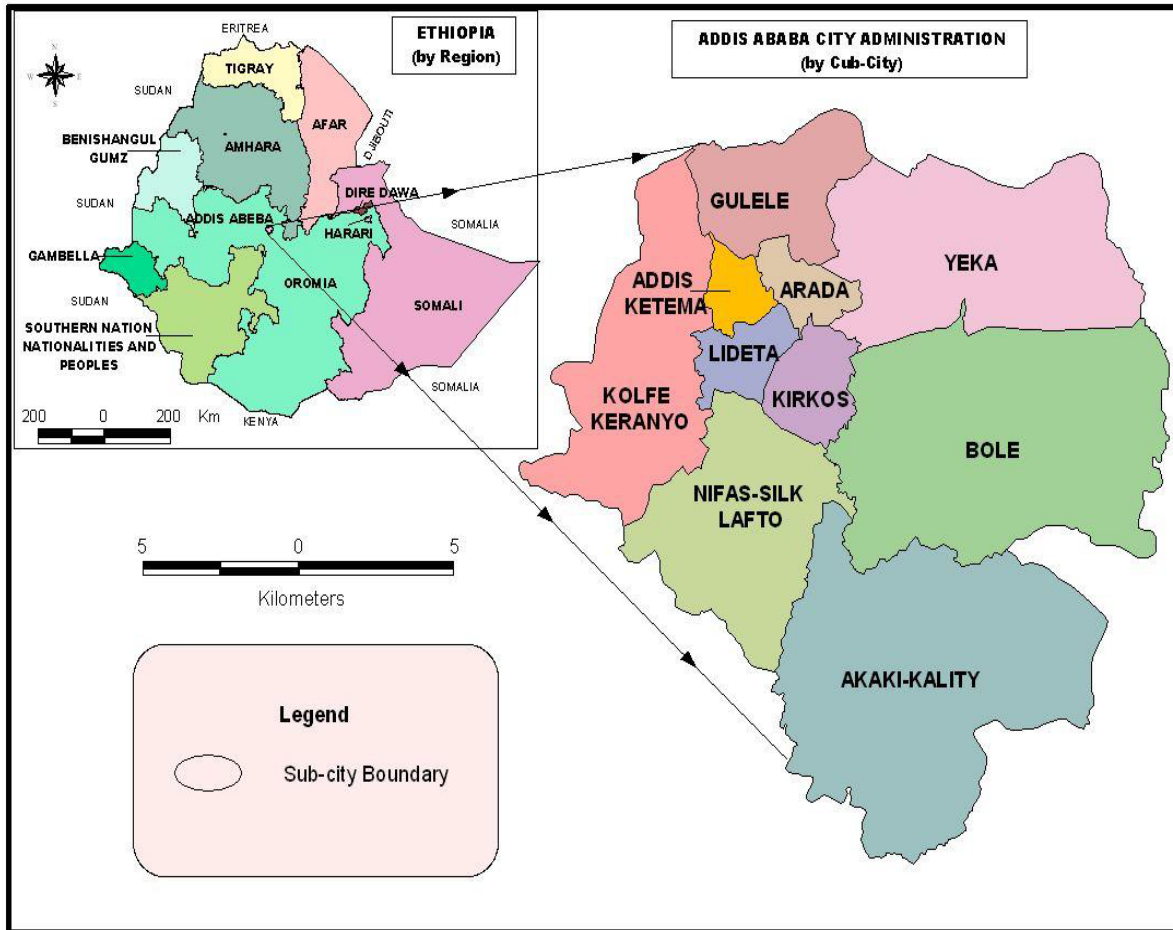 ETHIOPIA
(by Region)
ERITREA
N
W
E
S
TIGRAY
SUDAN
AFAR
DJIBOUTI
BENISHANGUL
GUMZ
AMHARA
DIRE DAWA
SUDAN
ADDIS ABEBA
SOMALIA
HARARI
GAMBELLA
OROMIA
SOMALI
SUDAN
SOUTHERN NATION
NATIONALITIES AND
PEOPLES
SOMALIA
KENYA
200 0 200 Km
5 0 5
Kilometers
Legend
Sub-city Boundary
ADDIS ABABA CITY ADMINISTRATION
(by Cub-City)
GULELE
YEKA
ADDIS
KETEMA
ARADA
LIDETA
KIRKOS
KOLFE
KERANYO
BOLE
NIFAS-SILK
LAFTO
AKAKI-KALITY